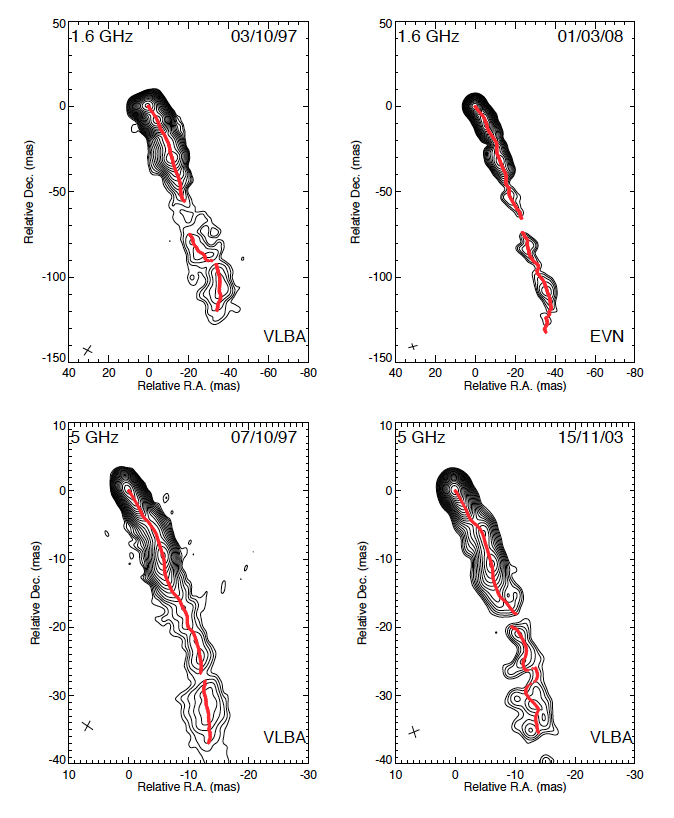 1.6 GHz 03/10/97
50
0
-50
-100
-150
Relative Dec. (mas)
VLBA
40 20 0 -20 -40 -60 -80
Relative R.A. (mas)
1.6 GHz 01/03/08
50
0
-50
-100
-150
Relative Dec. (mas)
EVN
40 20 0 -20 -40 -60 -80
Relative R.A. (mas)
5 GHz 07/10/97
10
0
-10
-20
-30
-40
Relative Dec. (mas)
VLBA
10 0 -10 -20 -30
Relative R.A. (mas)
5 GHz 15/11/03
10
0
-10
-20
-30
-40
Relative Dec. (mas)
VLBA
10 0 -10 -20 -30
Relative R.A. (mas)